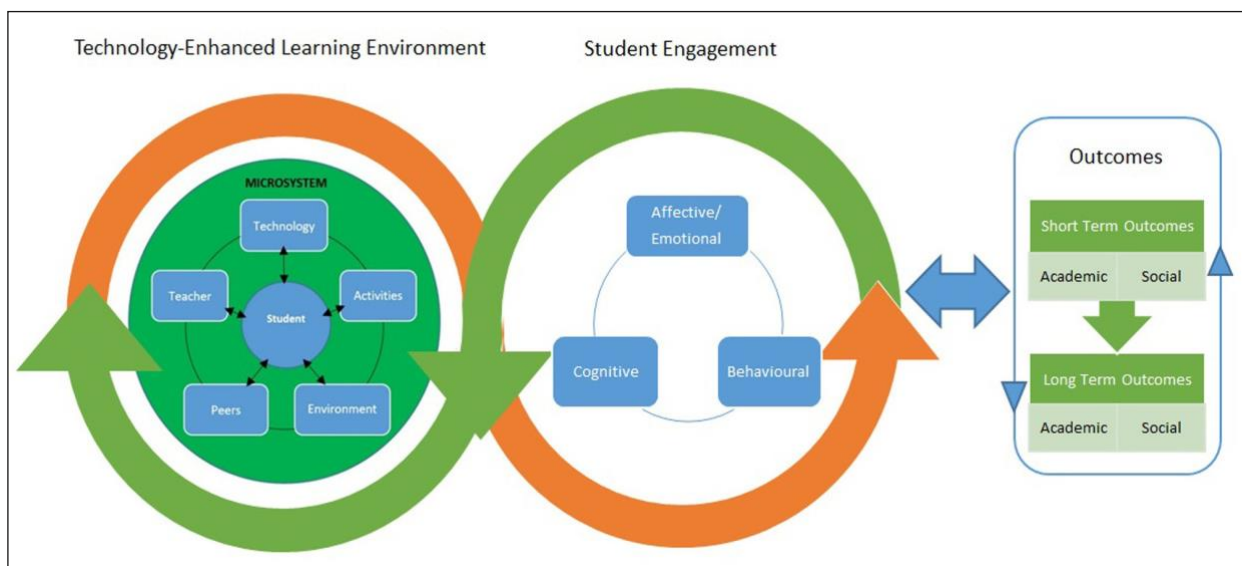 Technology-Enhanced Learning Environment
Student Engagement
MICROSYSTEM
Technology
Teacher
Activities
Student
Peers
Environment
Affective/
Emotional
Cognitive
Behavioural
Outcomes
Short Term Outcomes
Academic
Social
Long Term Outcomes
Academic
Social